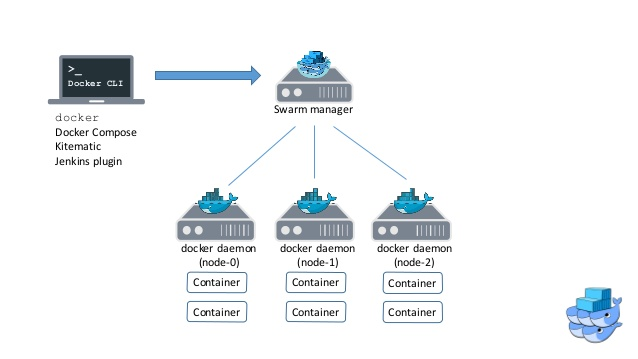 >_
Docker CLI
docker
Docker Compose
Kitematic
Jenkins plugin
Swarm manager
docker daemon
(node-0)
docker daemon
(node-1)
docker daemon
(node-2)
Container
Container
Container
Container
Container
Container